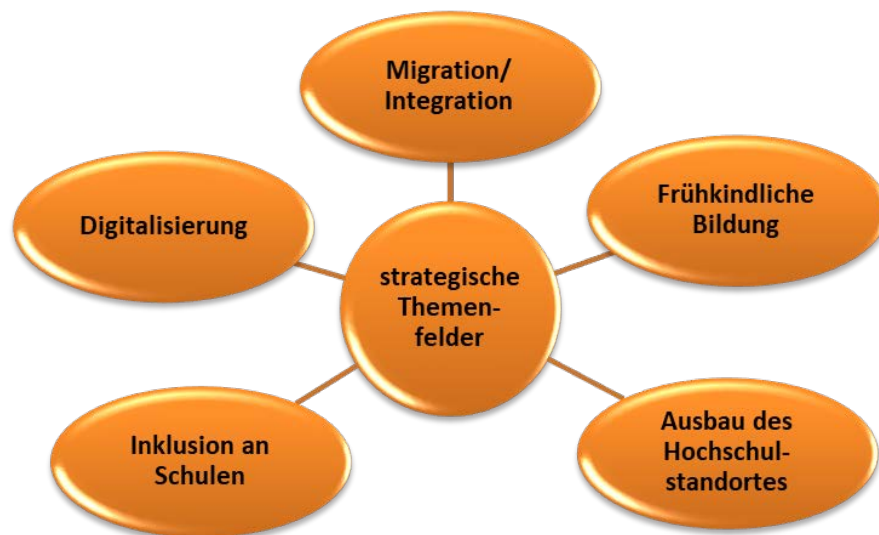 Migration/
Integration
Frühkindliche
Bildung
Digitalisierung
strategische
Themen-
felder
Ausbau des
Hochschul-
standortes
Inklusion an
Schulen